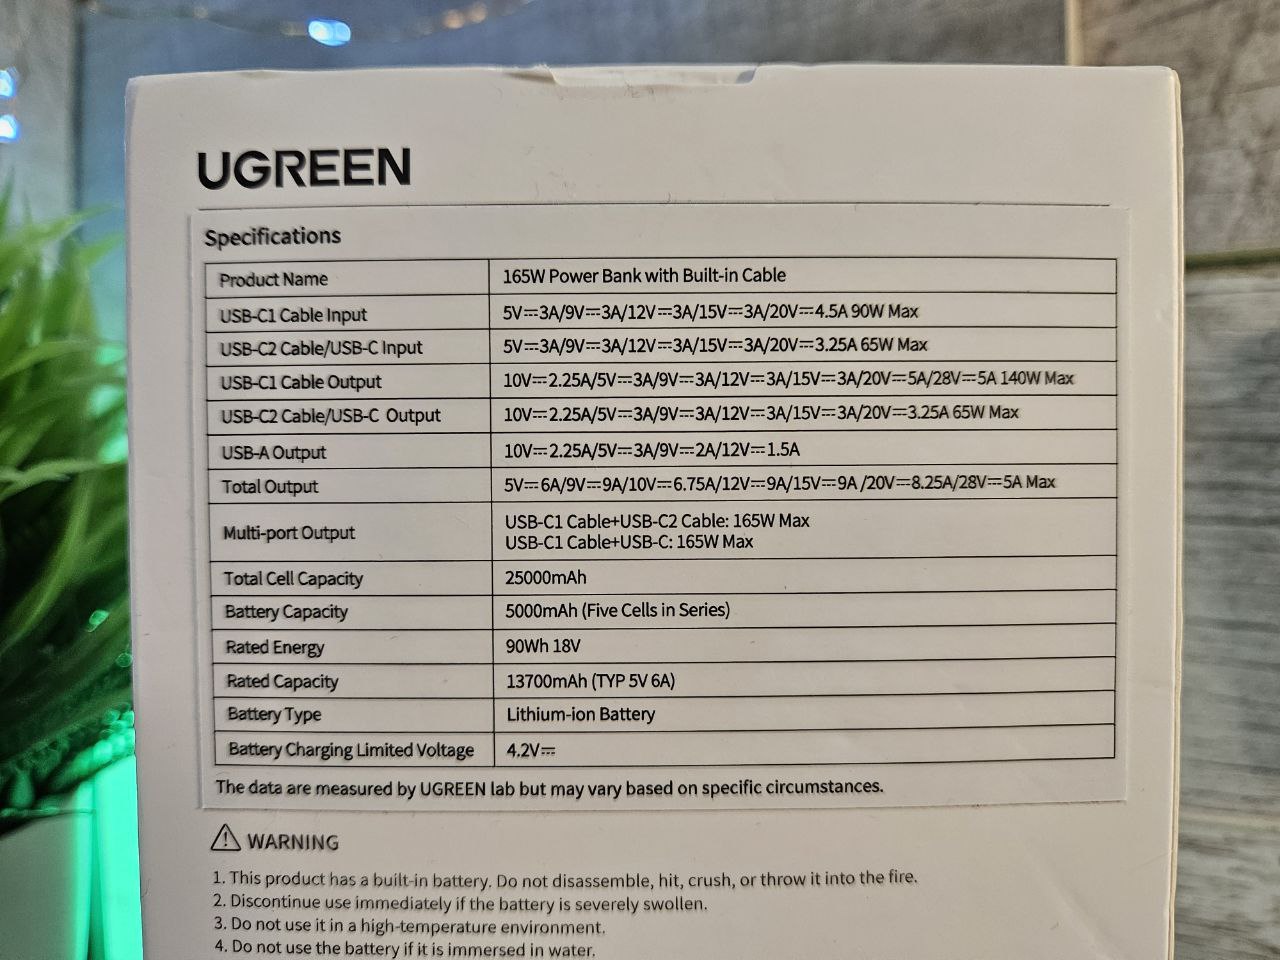 UGREEN
Specifications
Product Name 165W Power Bank with Built-in Cable
USB-C1 Cable Input 5V⎓3A/9V⎓3A/12V⎓3A/15V⎓3A/20V⎓4.5A 90W Max
USB-C2 Cable/USB-C Input 5V⎓3A/9V⎓3A/12V⎓3A/15V⎓3A/20V⎓3.25A 65W Max
USB-C1 Cable Output 10V⎓2.25A/5V⎓3A/9V⎓3A/12V⎓3A/15V⎓3A/20V⎓5A/28V⎓5A 140W Max
USB-C2 Cable/USB-C Output 10V⎓2.25A/5V⎓3A/9V⎓3A/12V⎓3A/15V⎓3A/20V⎓3.25A 65W Max
USB-A Output 10V⎓2.25A/5V⎓3A/9V⎓2A/12V⎓1.5A
Total Output 5V⎓6A/9V⎓9A/10V⎓6.75A/12V⎓9A/15V⎓9A /20V⎓8.25A/28V⎓5A Max
Multi-port Output USB-C1 Cable+USB-C2 Cable: 165W Max
USB-C1 Cable+USB-C: 165W Max
Total Cell Capacity 25000mAh
Battery Capacity 5000mAh (Five Cells in Series)
Rated Energy 90Wh 18V
Rated Capacity 13700mAh (TYP 5V 6A)
Battery Type Lithium-ion Battery
Battery Charging Limited Voltage 4.2V⎓
The data are measured by UGREEN lab but may vary based on specific circumstances.
WARNING
1. This product has a built-in battery. Do not disassemble, hit, crush, or throw it into the fire.
2. Discontinue use immediately if the battery is severely swollen.
3. Do not use it in a high-temperature environment.
4. Do not use the battery if it is immersed in water.